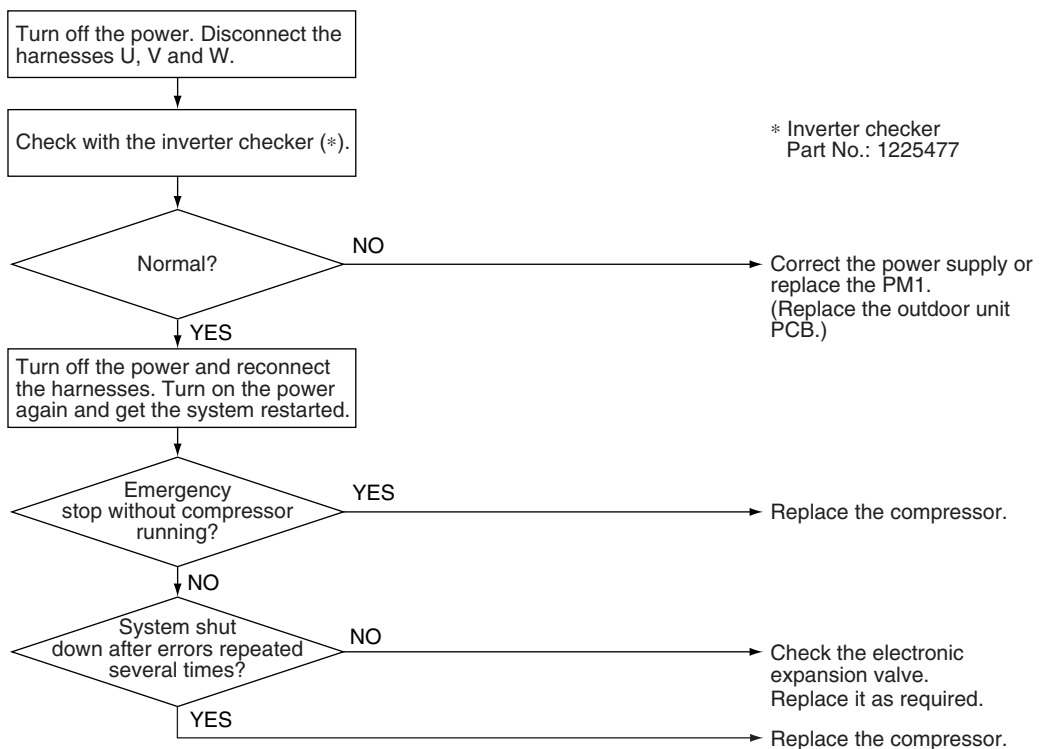 Turn off the power. Disconnect the
harnesses U, V and W.
Check with the inverter checker (*).
* Inverter checker
Part No.: 1225477
Normal?
NO
Correct the power supply or
replace the PM1.
(Replace the outdoor unit
PCB.)
YES
Turn off the power and reconnect
the harnesses. Turn on the power
again and get the system restarted.
Emergency
stop without compressor
running?
YES
Replace the compressor.
NO
System shut
down after errors repeated
several times?
NO
Check the electronic
expansion valve.
Replace it as required.
YES
Replace the compressor.